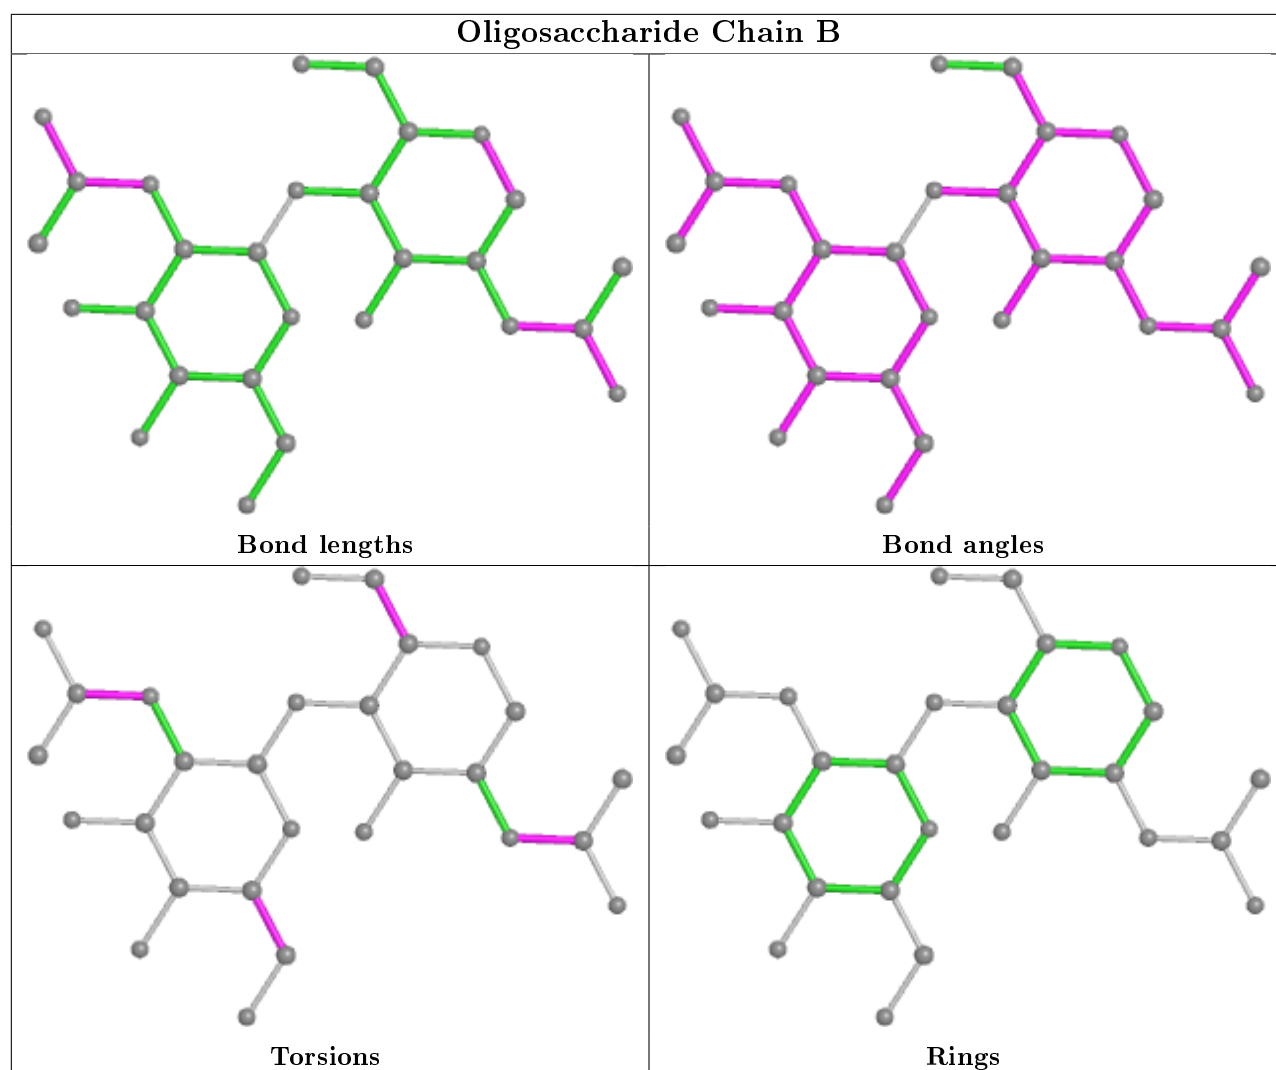 Oligosaccharide Chain B
Bond lengths
Bond angles
Torsions
Rings